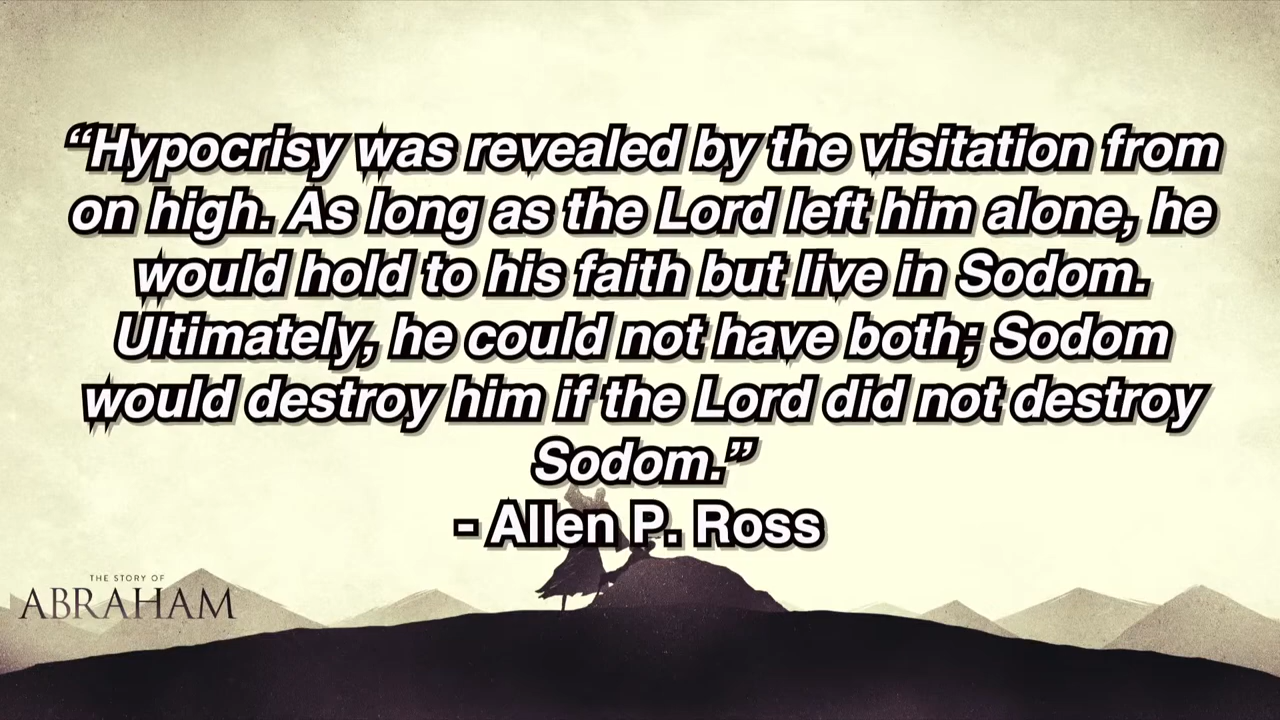 “Hypocrisy was revealed by the visitation from
on high. As long as the Lord left him alone, he
would hold to his faith but live in Sodom.
Ultimately, he could not have both; Sodom
would destroy him if the Lord did not destroy
Sodom.”
- Allen P. Ross
THE STORY OF
ABRAHAM